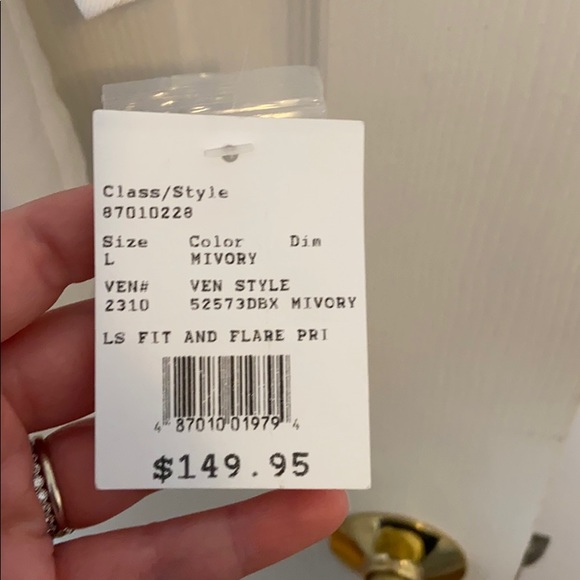 Class/Style
87010228
Size Color Dim
L MIVORY
VEN# VEN STYLE
2310 52573DBX MIVORY
LS FIT AND FLARE PRI
4 87010 01979 4
$149.95